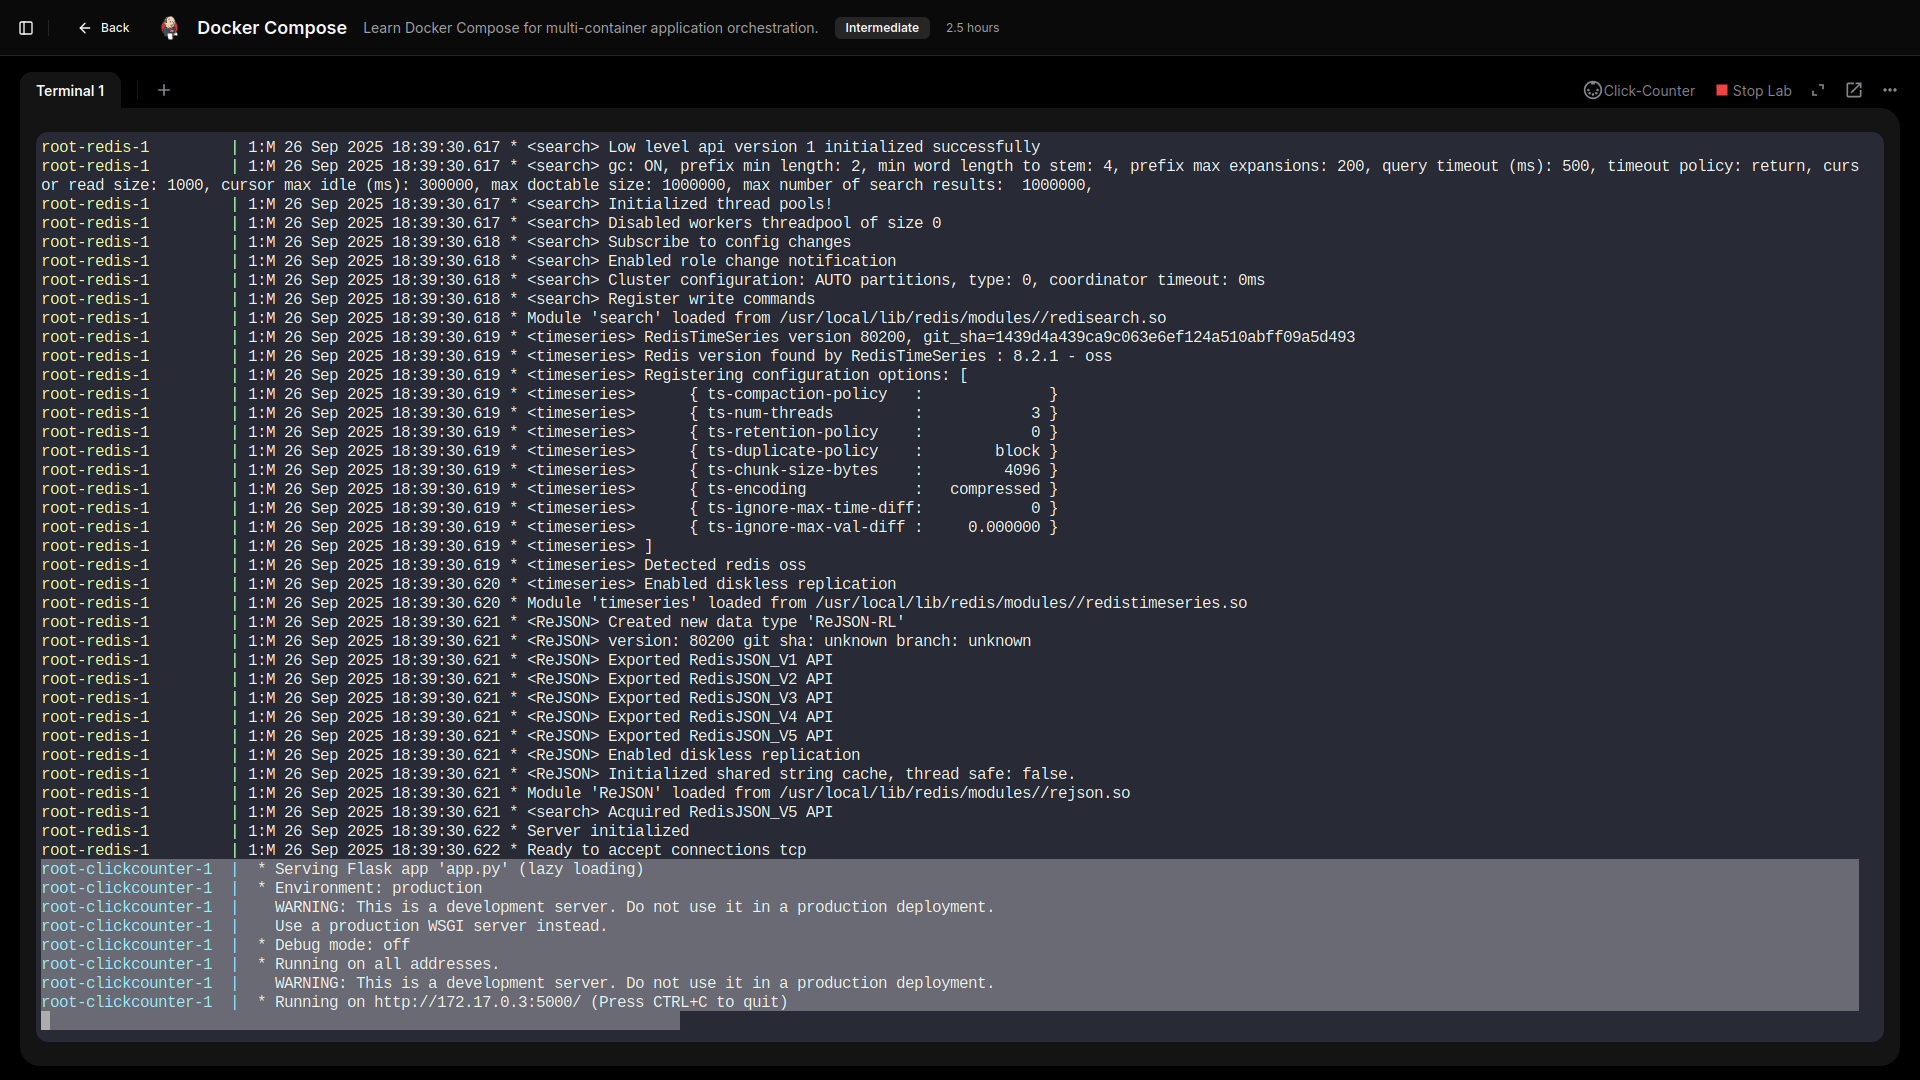 Back
Docker Compose
Learn Docker Compose for multi-container application orchestration.
Intermediate
2.5 hours
Terminal 1
+
Click-Counter
Stop Lab
root-redis-1         | 1:M 26 Sep 2025 18:39:30.617 * <search> Low level api version 1 initialized successfully
root-redis-1         | 1:M 26 Sep 2025 18:39:30.617 * <search> gc: ON, prefix min length: 2, min word length to stem: 4, prefix max expansions: 200, query timeout (ms): 500, timeout policy: return, curs
or read size: 1000, cursor max idle (ms): 300000, max doctable size: 1000000, max number of search results:  1000000,
root-redis-1         | 1:M 26 Sep 2025 18:39:30.617 * <search> Initialized thread pools!
root-redis-1         | 1:M 26 Sep 2025 18:39:30.617 * <search> Disabled workers threadpool of size 0
root-redis-1         | 1:M 26 Sep 2025 18:39:30.618 * <search> Subscribe to config changes
root-redis-1         | 1:M 26 Sep 2025 18:39:30.618 * <search> Enabled role change notification
root-redis-1         | 1:M 26 Sep 2025 18:39:30.618 * <search> Cluster configuration: AUTO partitions, type: 0, coordinator timeout: 0ms
root-redis-1         | 1:M 26 Sep 2025 18:39:30.618 * <search> Register write commands
root-redis-1         | 1:M 26 Sep 2025 18:39:30.618 * Module 'search' loaded from /usr/local/lib/redis/modules//redisearch.so
root-redis-1         | 1:M 26 Sep 2025 18:39:30.619 * <timeseries> RedisTimeSeries version 80200, git_sha=1439d4a439ca9c063e6ef124a510abff09a5d493
root-redis-1         | 1:M 26 Sep 2025 18:39:30.619 * <timeseries> Redis version found by RedisTimeSeries : 8.2.1 - oss
root-redis-1         | 1:M 26 Sep 2025 18:39:30.619 * <timeseries> Registering configuration options: [
root-redis-1         | 1:M 26 Sep 2025 18:39:30.619 * <timeseries>      { ts-compaction-policy   :              }
root-redis-1         | 1:M 26 Sep 2025 18:39:30.619 * <timeseries>      { ts-num-threads         :            3 }
root-redis-1         | 1:M 26 Sep 2025 18:39:30.619 * <timeseries>      { ts-retention-policy    :            0 }
root-redis-1         | 1:M 26 Sep 2025 18:39:30.619 * <timeseries>      { ts-duplicate-policy    :        block }
root-redis-1         | 1:M 26 Sep 2025 18:39:30.619 * <timeseries>      { ts-chunk-size-bytes    :         4096 }
root-redis-1         | 1:M 26 Sep 2025 18:39:30.619 * <timeseries>      { ts-encoding            :   compressed }
root-redis-1         | 1:M 26 Sep 2025 18:39:30.619 * <timeseries>      { ts-ignore-max-time-diff:            0 }
root-redis-1         | 1:M 26 Sep 2025 18:39:30.619 * <timeseries>      { ts-ignore-max-val-diff :     0.000000 }
root-redis-1         | 1:M 26 Sep 2025 18:39:30.619 * <timeseries> ]
root-redis-1         | 1:M 26 Sep 2025 18:39:30.619 * <timeseries> Detected redis oss
root-redis-1         | 1:M 26 Sep 2025 18:39:30.620 * <timeseries> Enabled diskless replication
root-redis-1         | 1:M 26 Sep 2025 18:39:30.620 * Module 'timeseries' loaded from /usr/local/lib/redis/modules//redistimeseries.so
root-redis-1         | 1:M 26 Sep 2025 18:39:30.621 * <ReJSON> Created new data type 'ReJSON-RL'
root-redis-1         | 1:M 26 Sep 2025 18:39:30.621 * <ReJSON> version: 80200 git sha: unknown branch: unknown
root-redis-1         | 1:M 26 Sep 2025 18:39:30.621 * <ReJSON> Exported RedisJSON_V1 API
root-redis-1         | 1:M 26 Sep 2025 18:39:30.621 * <ReJSON> Exported RedisJSON_V2 API
root-redis-1         | 1:M 26 Sep 2025 18:39:30.621 * <ReJSON> Exported RedisJSON_V3 API
root-redis-1         | 1:M 26 Sep 2025 18:39:30.621 * <ReJSON> Exported RedisJSON_V4 API
root-redis-1         | 1:M 26 Sep 2025 18:39:30.621 * <ReJSON> Exported RedisJSON_V5 API
root-redis-1         | 1:M 26 Sep 2025 18:39:30.621 * <ReJSON> Enabled diskless replication
root-redis-1         | 1:M 26 Sep 2025 18:39:30.621 * <ReJSON> Initialized shared string cache, thread safe: false.
root-redis-1         | 1:M 26 Sep 2025 18:39:30.621 * Module 'ReJSON' loaded from /usr/local/lib/redis/modules//rejson.so
root-redis-1         | 1:M 26 Sep 2025 18:39:30.621 * <search> Acquired RedisJSON_V5 API
root-redis-1         | 1:M 26 Sep 2025 18:39:30.622 * Server initialized
root-redis-1         | 1:M 26 Sep 2025 18:39:30.622 * Ready to accept connections tcp
root-clickcounter-1  |  * Serving Flask app 'app.py' (lazy loading)
root-clickcounter-1  |  * Environment: production
root-clickcounter-1  |    WARNING: This is a development server. Do not use it in a production deployment.
root-clickcounter-1  |    Use a production WSGI server instead.
root-clickcounter-1  |  * Debug mode: off
root-clickcounter-1  |  * Running on all addresses.
root-clickcounter-1  |    WARNING: This is a development server. Do not use it in a production deployment.
root-clickcounter-1  |  * Running on http://172.17.0.3:5000/ (Press CTRL+C to quit)